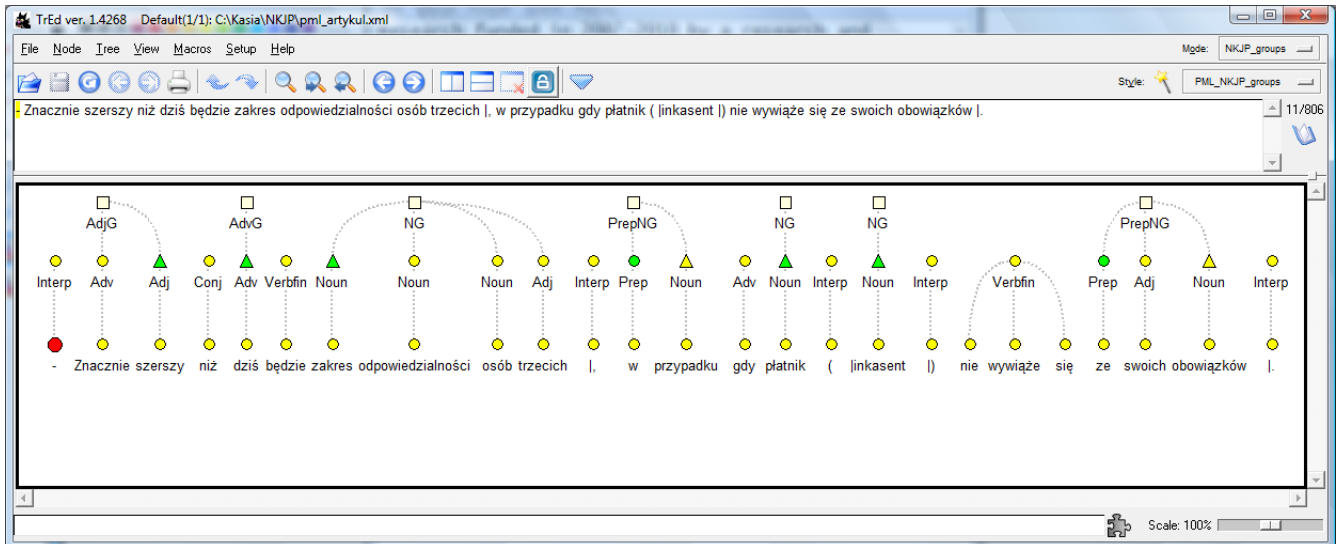 TrEd ver. 1.4268 Default(1/1): C:\Kasia\NKJP\pml_artykul.xml
File Node Tree View Macros Setup Help Mode: NKJP_groups
Style: PML_NKJP_groups
- Znacznie szerszy niż dziś będzie zakres odpowiedzialności osób trzecich |, w przypadku gdy płatnik ( |inkasent |) nie wywiąże się ze swoich obowiązków |. 11/806
AdjG AdvG NG PrepNG NG NG PrepNG
Interp Adv Adj Conj Adv Verbfin Noun Noun Noun Adj Interp Prep Noun Adv Noun Interp Noun Interp Verbfin Prep Adj Noun Interp
- Znacznie szerszy niż dziś będzie zakres odpowiedzialności osób trzecich |, w przypadku gdy płatnik ( |inkasent |) nie wywiąże się ze swoich obowiązków |.
Scale: 100%